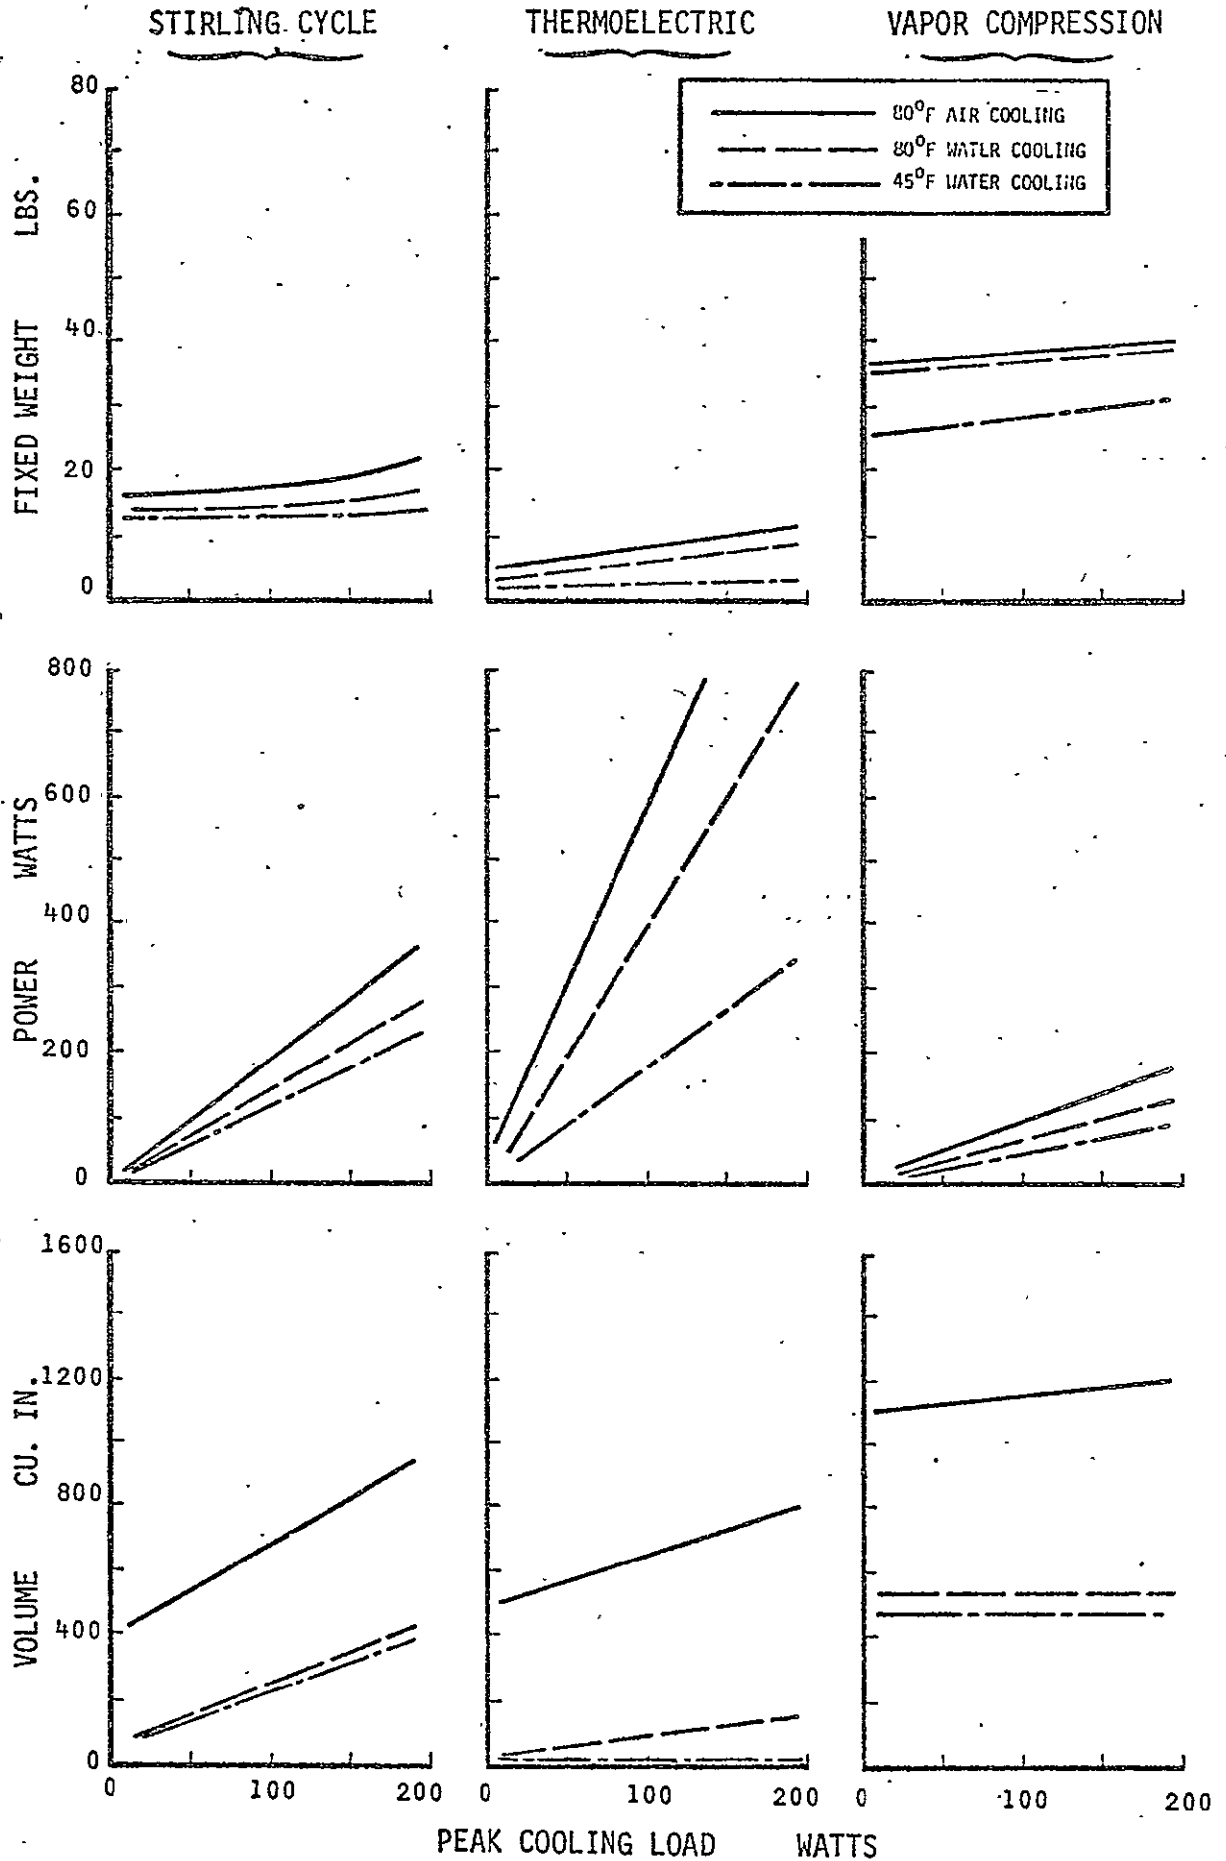 STIRLING CYCLE THERMOELECTRIC VAPOR COMPRESSION
80°F AIR COOLING
80°F WATER COOLING
45°F WATER COOLING
FIXED WEIGHT LBS.
80
60
40
20
0
POWER WATTS
800
600
400
200
0
VOLUME CU. IN.
1600
1200
800
400
0
0 100 200 0 100 200 0 100 200
PEAK COOLING LOAD WATTS